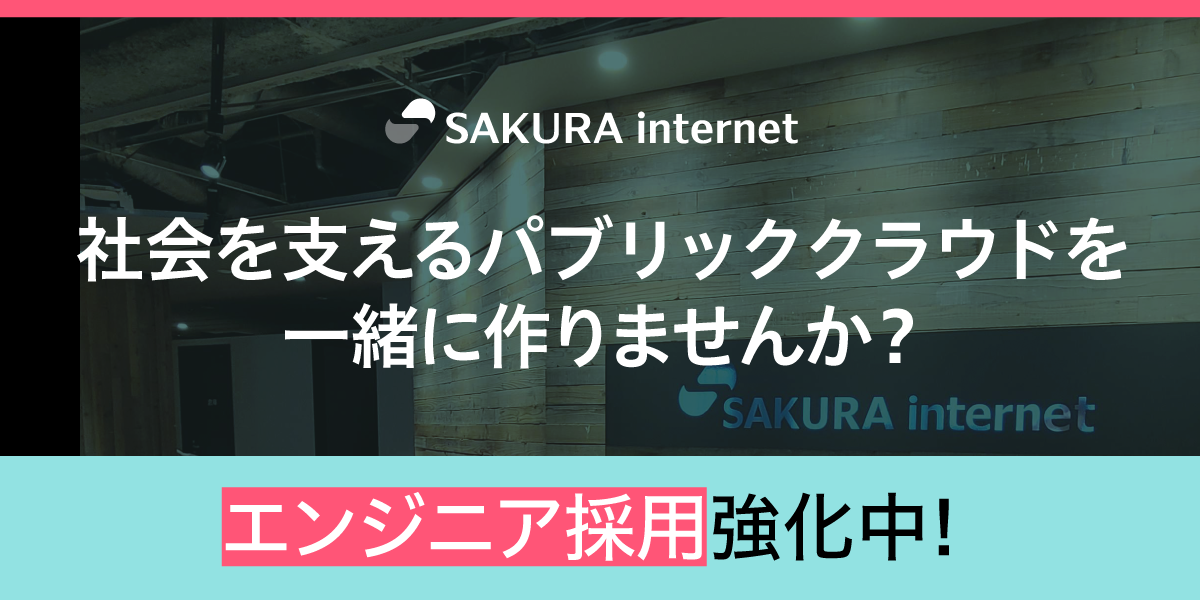 SAKURA internet
社会を支えるパブリッククラウドを
一緒に作りませんか?
SAKURA internet
エンジニア採用強化中!